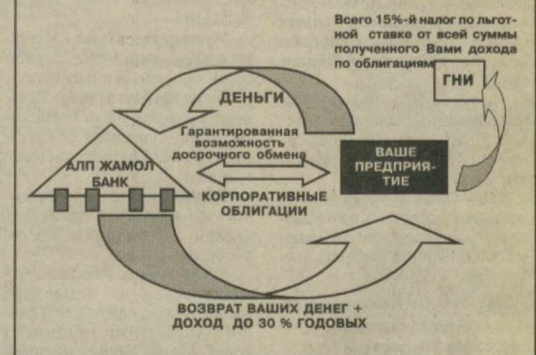 Всего 15%-й налог по льгот-
ной ставке от всей суммы
полученного Вами дохода
по облигациям
ГНИ
ДЕНЬГИ
Гарантированная
возможность
досрочного обмена
АЛП ЖАМОЛ
БАНК
ВАШЕ
ПРЕДПРИЯ-
ТИЕ
КОРПОРАТИВНЫЕ
ОБЛИГАЦИИ
ВОЗВРАТ ВАШИХ ДЕНЕГ +
ДОХОД ДО 30 % ГОДОВЫХ